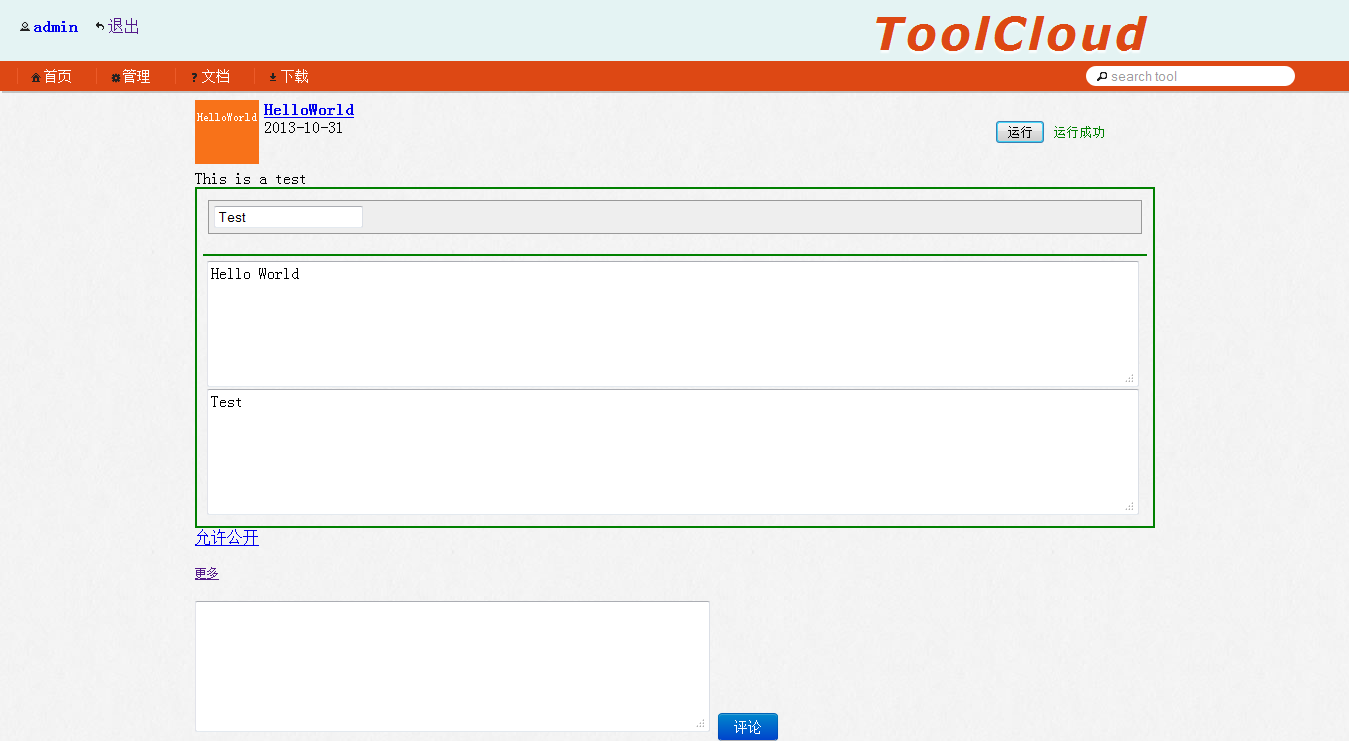 admin 退出
ToolCloud
首页 管理 ? 文档 下载 search tool
HelloWorld
HelloWorld
2013-10-31
运行 运行成功
This is a test
Test
Hello World
Test
允许公开
更多
评论